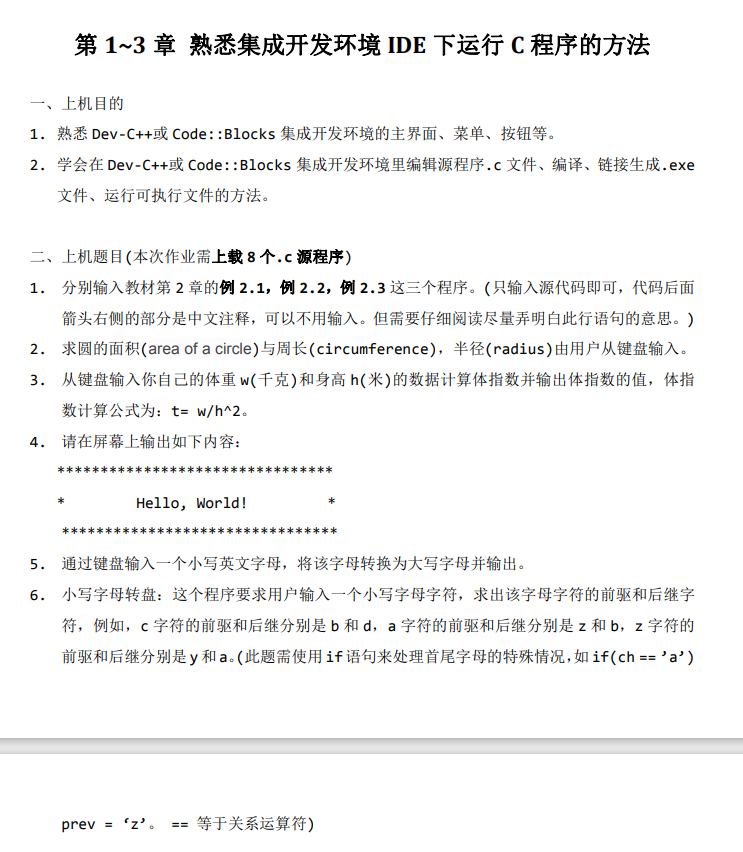 第 1~3 章 熟悉集成开发环境 IDE 下运行 C 程序的方法
一、上机目的
1. 熟悉 Dev-C++或 Code::Blocks 集成开发环境的主界面、菜单、按钮等。
2. 学会在 Dev-C++或 Code::Blocks 集成开发环境里编辑源程序.c 文件、编译、链接生成.exe
文件、运行可执行文件的方法。
二、上机题目(本次作业需上载 8 个.c 源程序)
1. 分别输入教材第 2 章的例 2.1，例 2.2，例 2.3 这三个程序。(只输入源代码即可，代码后面
箭头右侧的部分是中文注释，可以不用输入。但需要仔细阅读尽量弄明白此行语句的意思。)
2. 求圆的面积(area of a circle)与周长(circumference)，半径(radius)由用户从键盘输入。
3. 从键盘输入你自己的体重 w(千克)和身高 h(米)的数据计算体指数并输出体指数的值，体指
数计算公式为：t= w/h^2。
4. 请在屏幕上输出如下内容：
********************************
* Hello, World! *
********************************
5. 通过键盘输入一个小写英文字母，将该字母转换为大写字母并输出。
6. 小写字母转盘：这个程序要求用户输入一个小写字母字符，求出该字母字符的前驱和后继字
符，例如，c 字符的前驱和后继分别是 b 和 d，a 字符的前驱和后继分别是 z 和 b，z 字符的
前驱和后继分别是 y 和 a。(此题需使用 if 语句来处理首尾字母的特殊情况，如 if(ch == ’a’)
prev = ‘z’。 == 等于关系运算符)